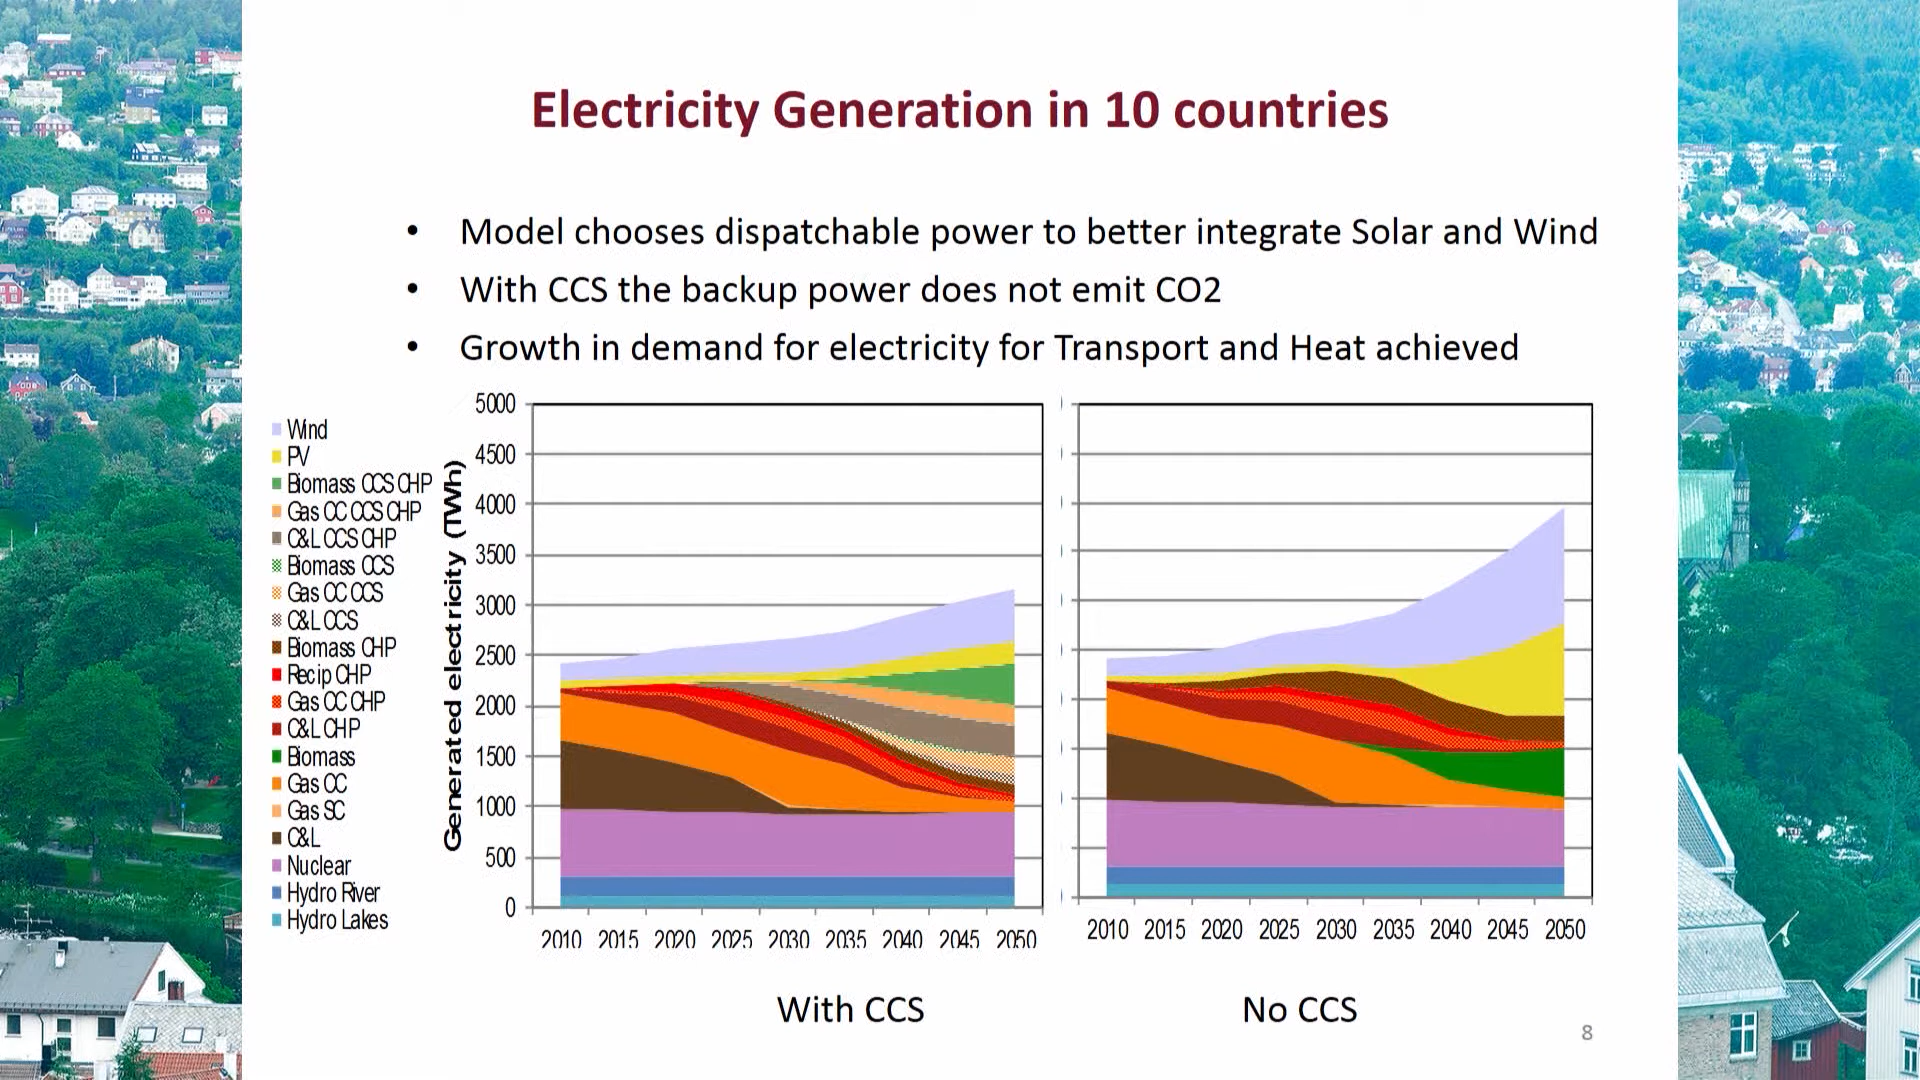 Electricity Generation in 10 countries
• Model chooses dispatchable power to better integrate Solar and Wind
• With CCS the backup power does not emit CO2
• Growth in demand for electricity for Transport and Heat achieved
Wind
PV
Biomass CCS CHP
Gas CC CCS CHP
C&L CCS CHP
Biomass CCS
Gas CC CCS
C&L CCS
Biomass CHP
Recip CHP
Gas CC CHP
C&L CHP
Biomass
Gas CC
Gas SC
C&L
Nuclear
Hydro River
Hydro Lakes
Generated electricity (TWh)
5000
4500
4000
3500
3000
2500
2000
1500
1000
500
0
2010 2015 2020 2025 2030 2035 2040 2045 2050
2010 2015 2020 2025 2030 2035 2040 2045 2050
With CCS
No CCS
8